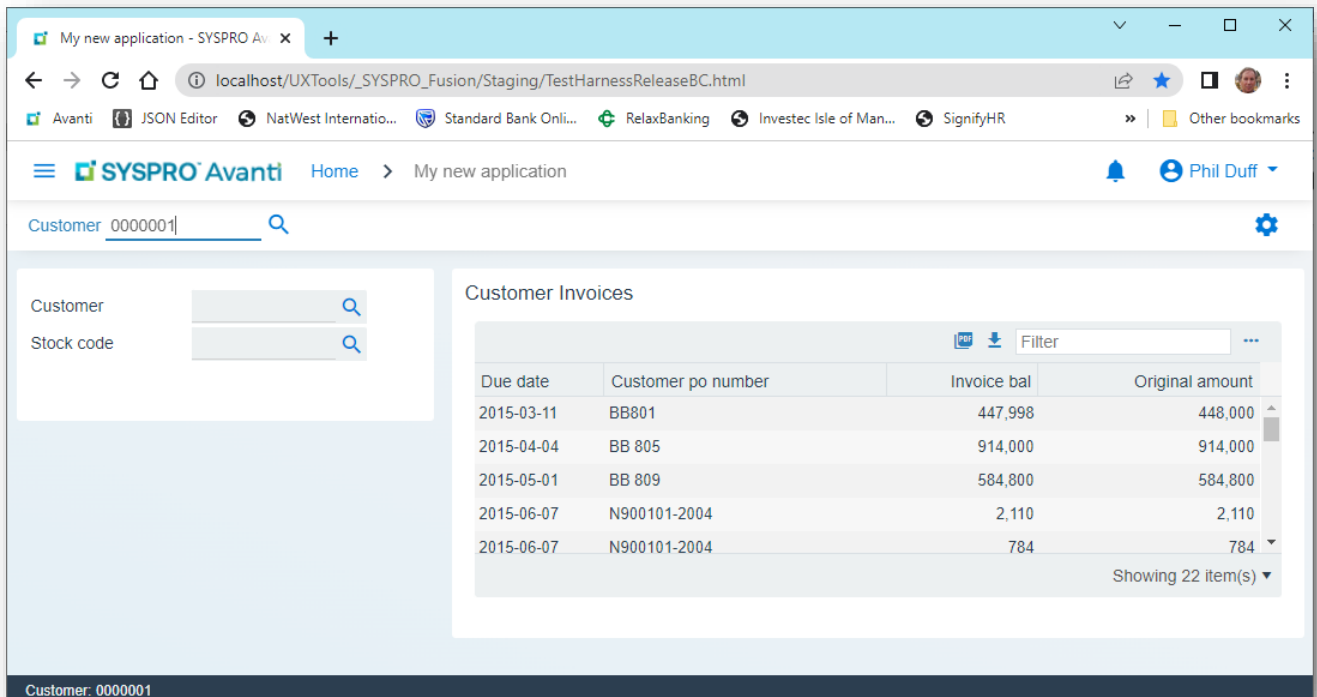 My new application - SYSPRO Av
localhost/UXTools/_SYSPRO_Fusion/Staging/TestHarnessReleaseBC.html
Avanti JSON Editor NatWest Internatio... Standard Bank Onli... RelaxBanking Investec Isle of Man... SignifyHR » Other bookmarks
SYSPRO™ Avanti Home > My new application Phil Duff
Customer 0000001
Customer
Stock code
Customer Invoices
PDF Filter ...
Due date Customer po number Invoice bal Original amount
2015-03-11 BB801 447,998 448,000
2015-04-04 BB 805 914,000 914,000
2015-05-01 BB 809 584,800 584,800
2015-06-07 N900101-2004 2,110 2,110
2015-06-07 N900101-2004 784 784
Showing 22 item(s)
Customer: 0000001